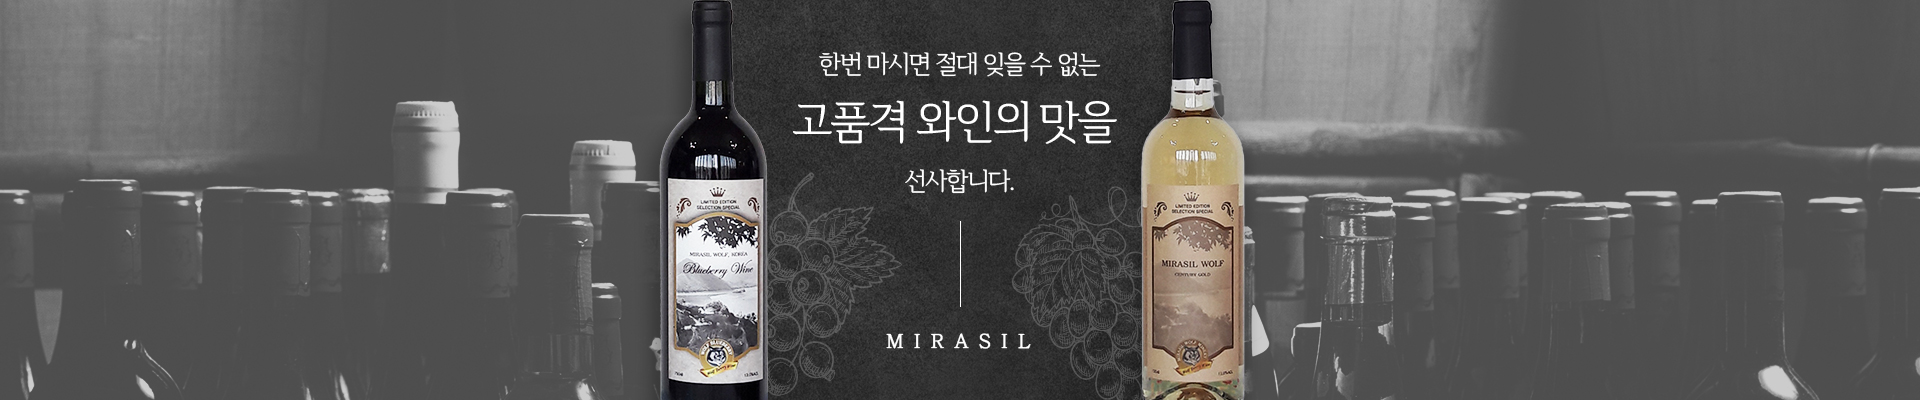 한번 마시면 절대 잊을 수 없는
고품격 와인의 맛을
선사합니다.
MIRASIL
LIMITED EDITION
SELECTION SPECIAL
MIRASIL WOLF, KOREA
Blueberry Wine
LIMITED EDITION
SELECTION SPECIAL
MIRASIL WOLF
CENTURY GOLD